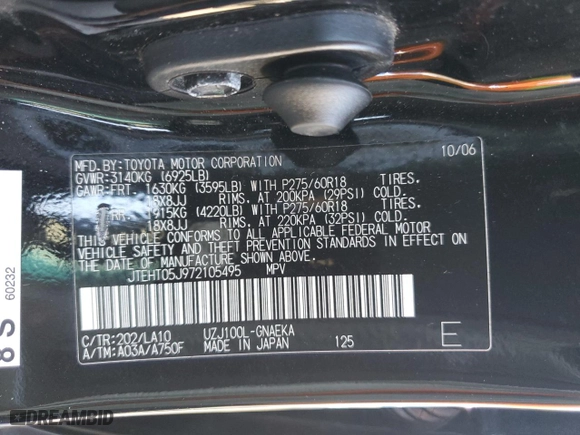 MFD.BY:TOYOTA MOTOR CORPORATION 10/06
GVWR:3140KG (6925LB)
GAWR:FRT. 1630KG (3595LB) WITH P275/60R18 TIRES.
18X8JJ RIMS. AT 200KPA (29PSI) COLD
RR. 1915KG (4220LB) WITH P275/60R18 TIRES.
18X8JJ RIMS. AT 220KPA (32PSI) COLD
THIS VEHICLE CONFORMS TO ALL APPLICABLE FEDERAL MOTOR
VEHICLE SAFETY AND THEFT PREVENTION STANDARDS IN EFFECT ON
THE DATE OF MANUFACTURE SHOWN ABOVE.
JTEHT05J972105495 MPV
C/TR:202/LA10 UZJ100L-GNAEKA
A/TM:A03A/A750F MADE IN JAPAN 125 E
60232
8 S
DREAMBID